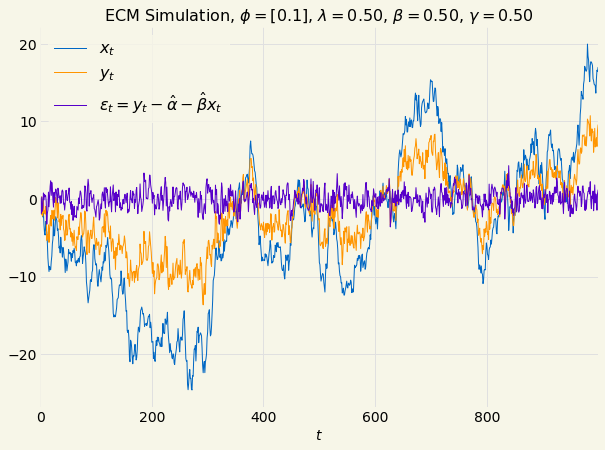 ECM Simulation, ϕ = [0.1], λ = 0.50, β = 0.50, γ = 0.50
x_t
y_t
ε_t = y_t − α̂ − β̂x_t
20
10
0
−10
−20
0 200 400 600 800
t